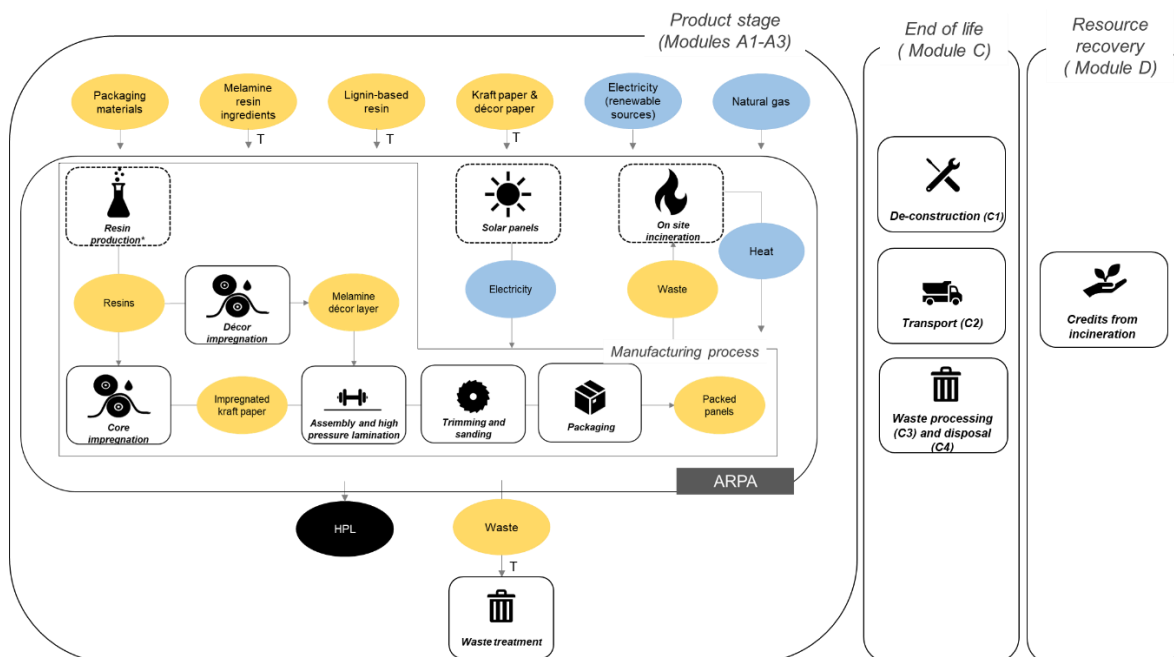 Product stage
(Modules A1-A3)
End of life
( Module C)
Resource
recovery
( Module D)
Packaging
materials
Melamine
resin
ingredients
Lignin-based
resin
Kraft paper &
décor paper
Electricity
(renewable
sources)
Natural gas
T
T
T
Resin
production*
Solar panels
On site
incineration
De-construction (C1)
Heat
Resins
Décor
impregnation
Melamine
décor layer
Electricity
Waste
Transport (C2)
Credits from
incineration
Manufacturing process
Core
impregnation
Impregnated
kraft paper
Assembly and high
pressure lamination
Trimming and
sanding
Packaging
Packed
panels
Waste processing
(C3) and disposal
(C4)
ARPA
HPL
Waste
T
Waste treatment